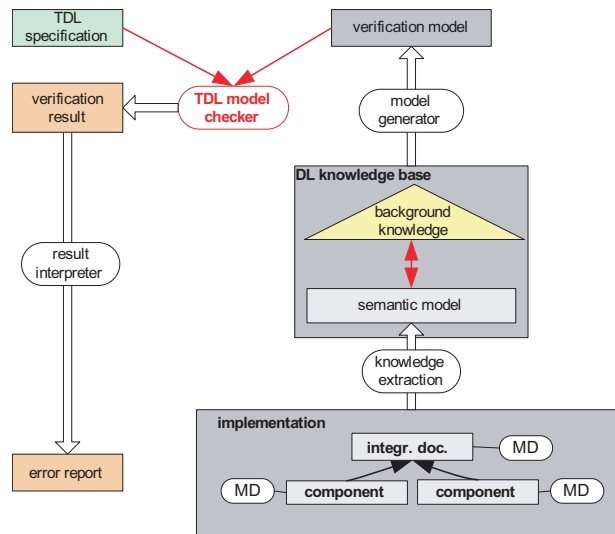 TDL
specification
verification model
verification
result
TDL model
checker
model
generator
DL knowledge base
background
knowledge
result
interpreter
semantic model
knowledge
extraction
implementation
integr. doc.
MD
error report
MD
component
component
MD